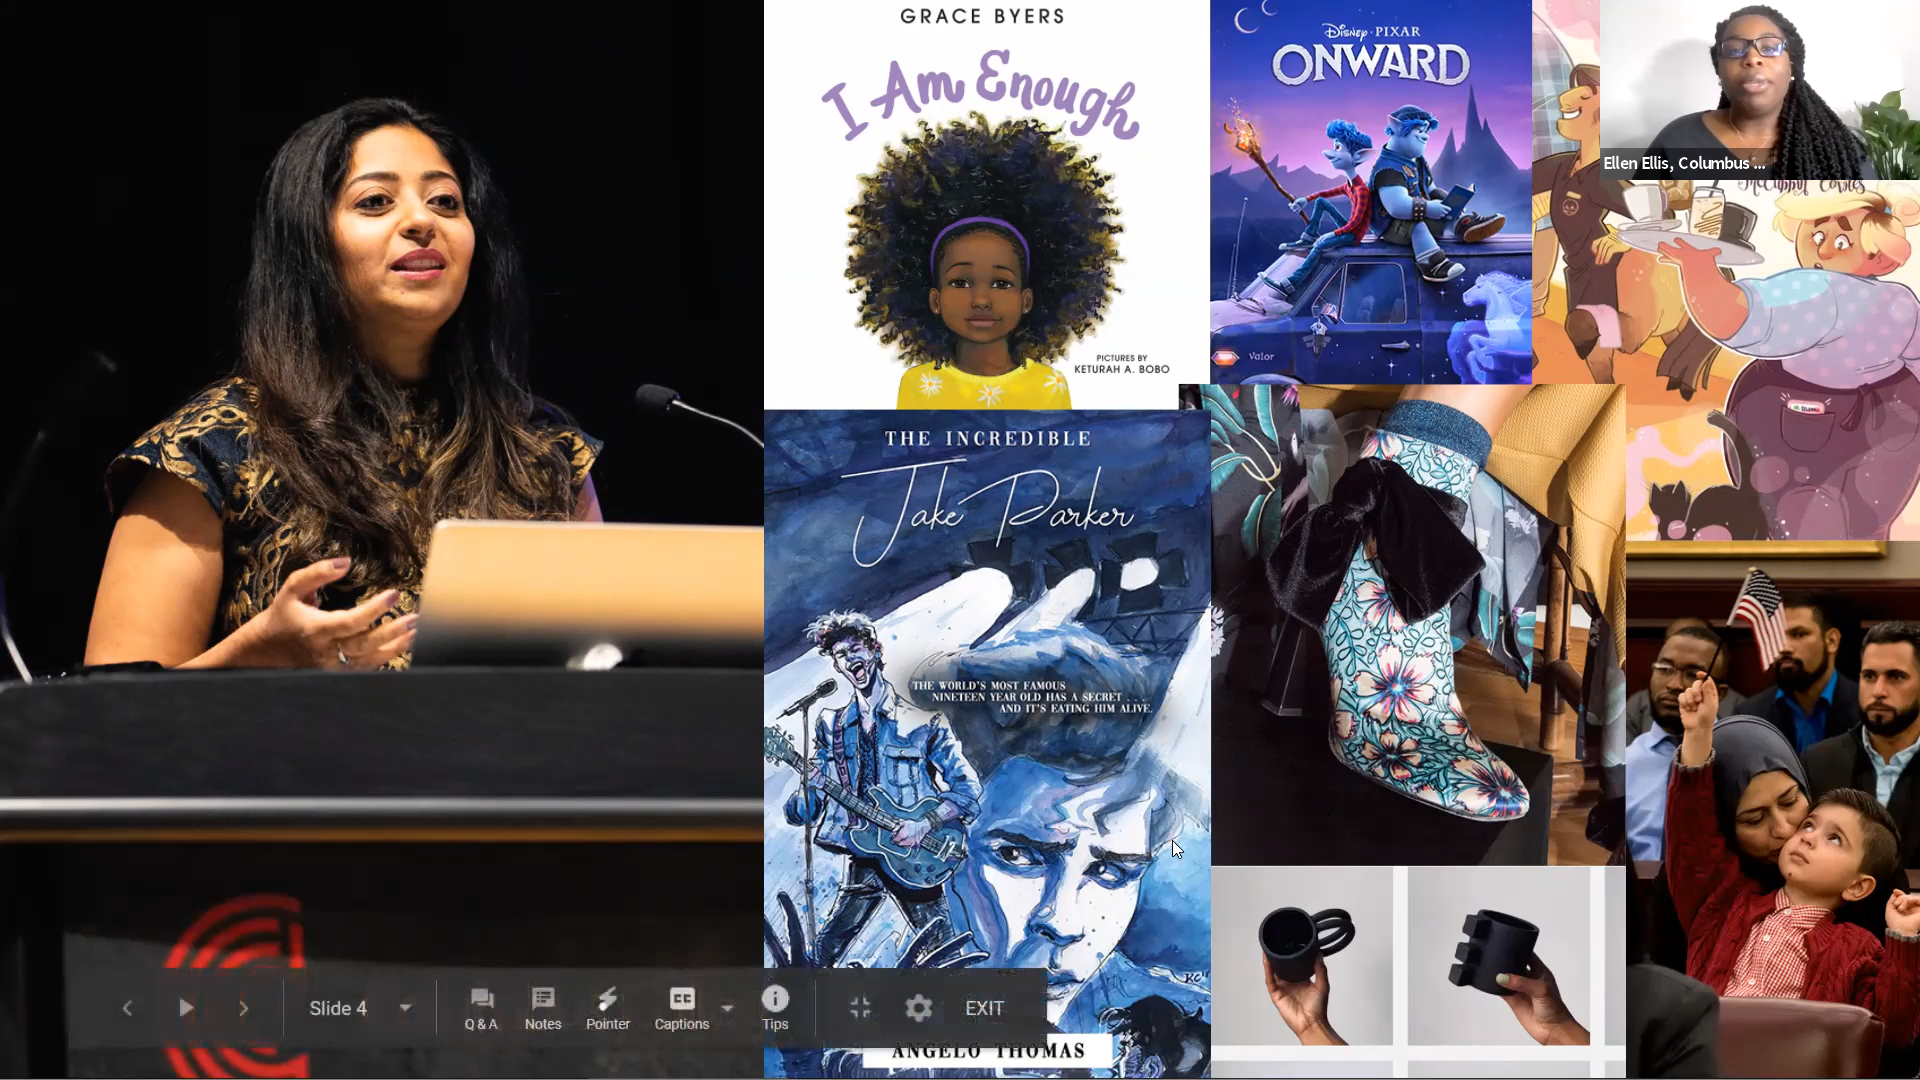 GRACE BYERS
I Am Enough
PICTURES BY
KETURAH A. BOBO
DISNEY·PIXAR
ONWARD
Valor
Ellen Ellis, Columbus ...
THE INCREDIBLE
Jake Parker
THE WORLD'S MOST FAMOUS
NINETEEN YEAR OLD HAS A SECRET . . .
AND IT'S EATING HIM ALIVE.
ANGELO THOMAS
Slide 4
Q & A
Notes
Pointer
CC
Captions
Tips
EXIT